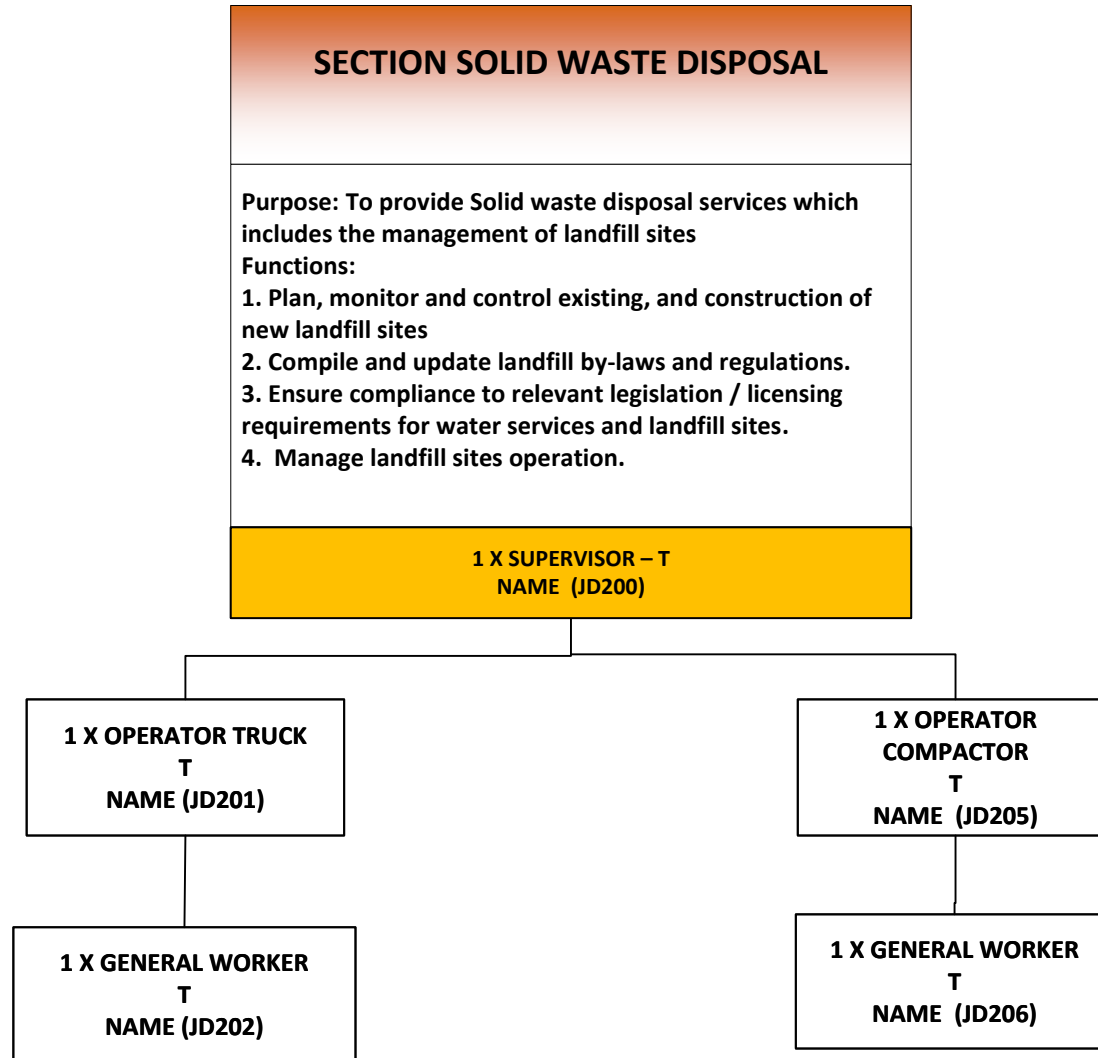 SECTION SOLID WASTE DISPOSAL
Purpose: To provide Solid waste disposal services which
includes the management of landfill sites
Functions:
1. Plan, monitor and control existing, and construction of
new landfill sites
2. Compile and update landfill by-laws and regulations.
3. Ensure compliance to relevant legislation / licensing
requirements for water services and landfill sites.
4.  Manage landfill sites operation.
1 X SUPERVISOR – T
NAME  (JD200)
1 X OPERATOR TRUCK
T
NAME (JD201)
1 X OPERATOR
COMPACTOR
T
NAME  (JD205)
1 X GENERAL WORKER
T
NAME (JD202)
1 X GENERAL WORKER
T
NAME  (JD206)